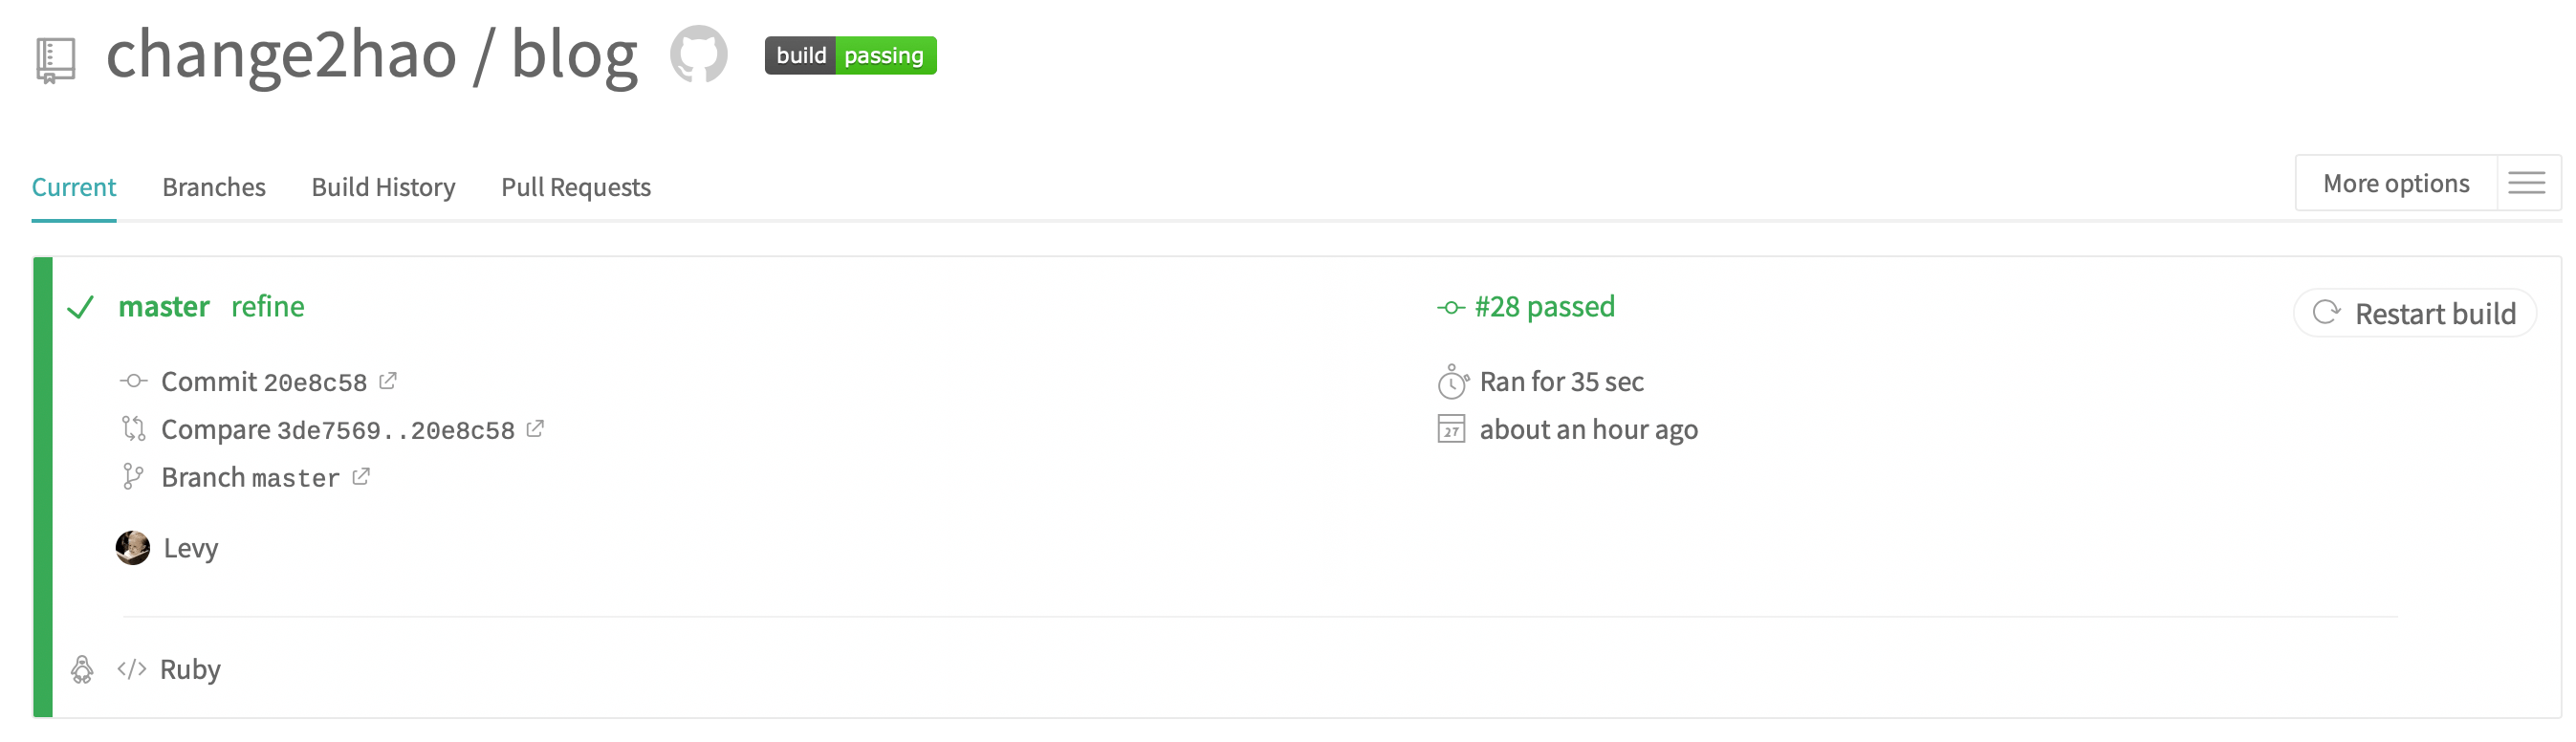 change2hao / blog build passing
Current Branches Build History Pull Requests More options
master refine
Commit 20e8c58
Compare 3de7569..20e8c58
Branch master
Levy
#28 passed
Ran for 35 sec
27 about an hour ago
Restart build
</> Ruby